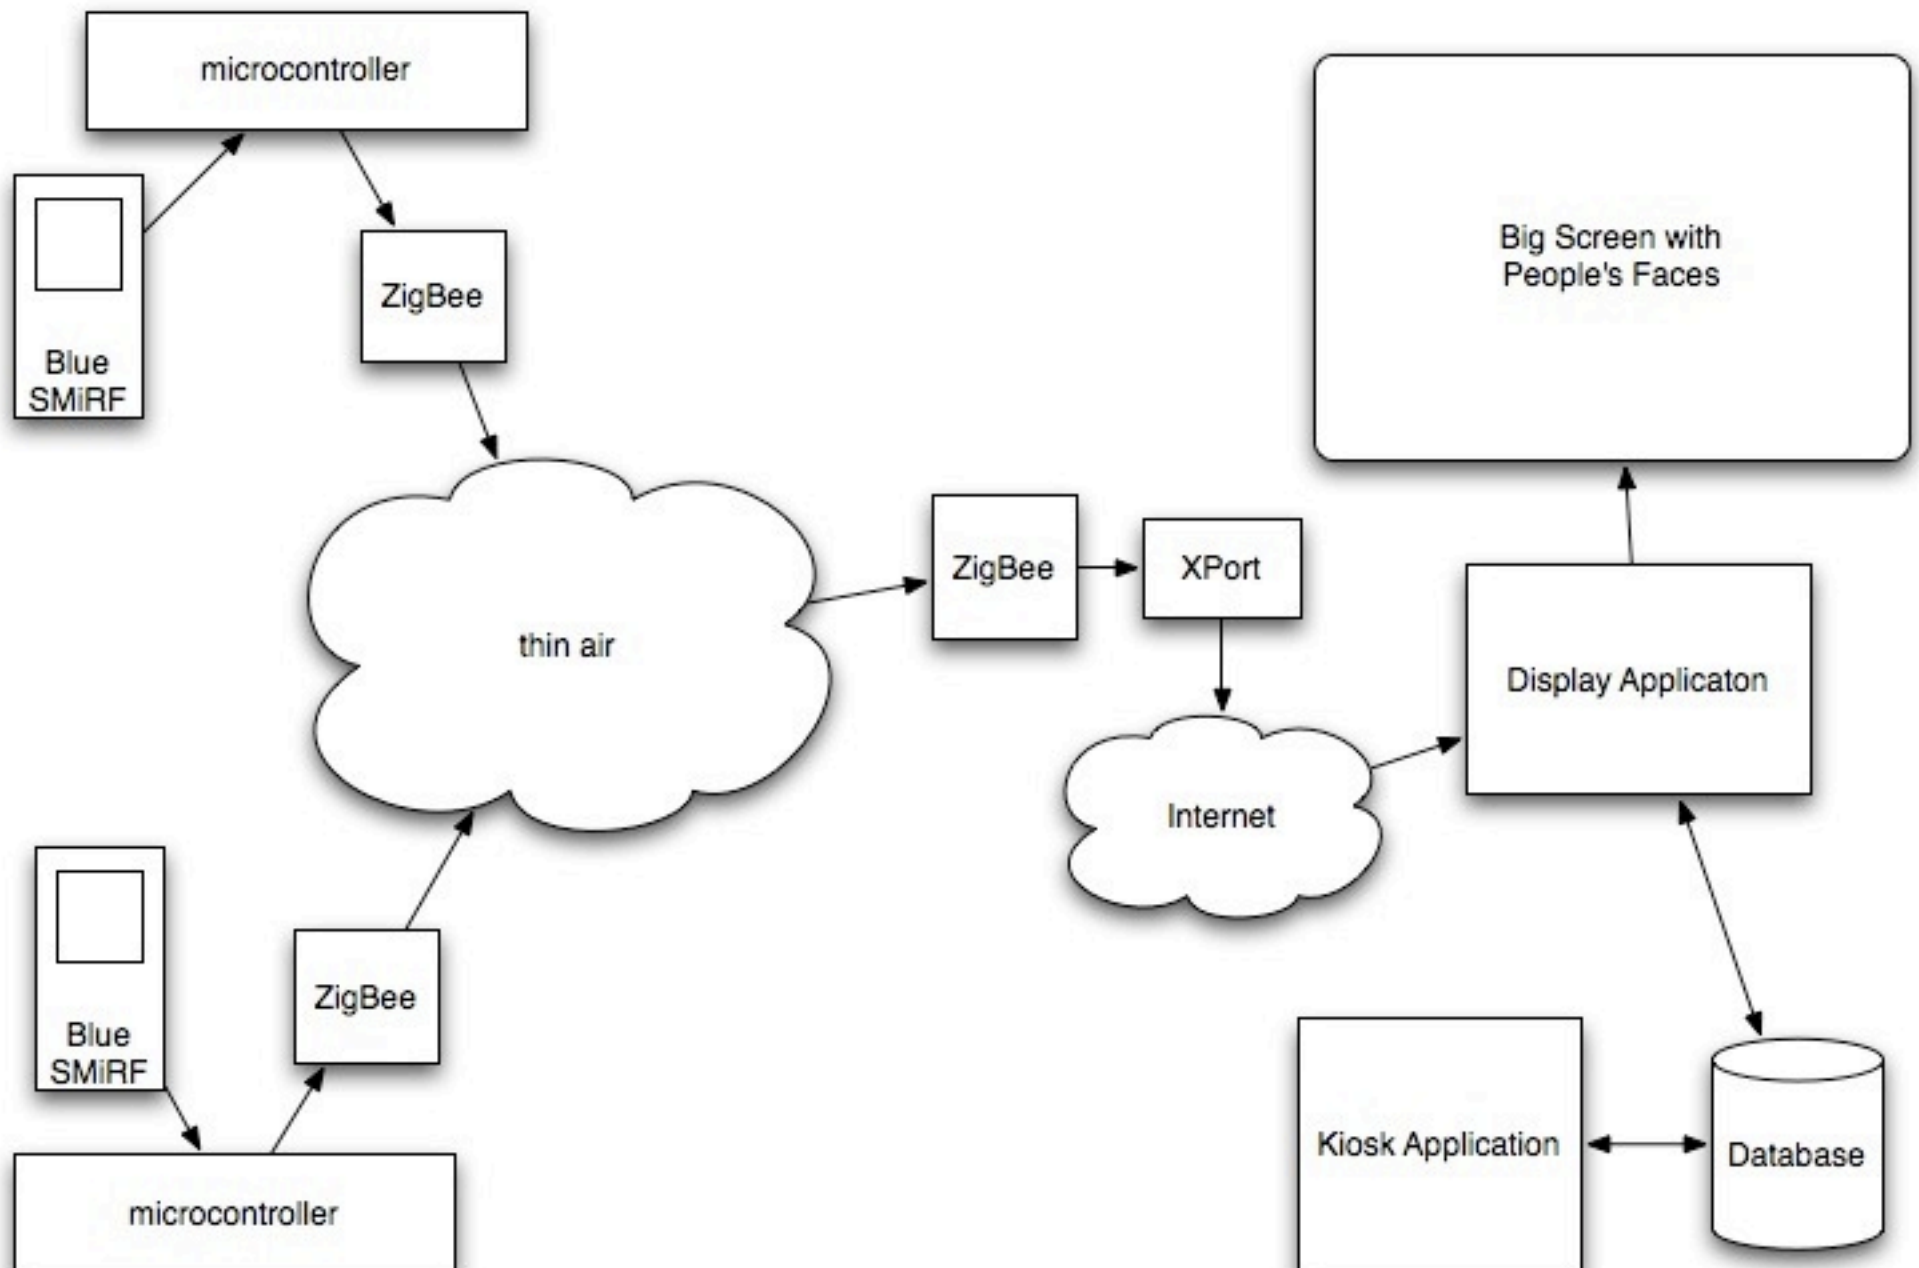 microcontroller
Blue
SMiRF
ZigBee
Big Screen with
People's Faces
thin air
ZigBee
XPort
Display Applicaton
Internet
Blue
SMiRF
ZigBee
microcontroller
Kiosk Application
Database